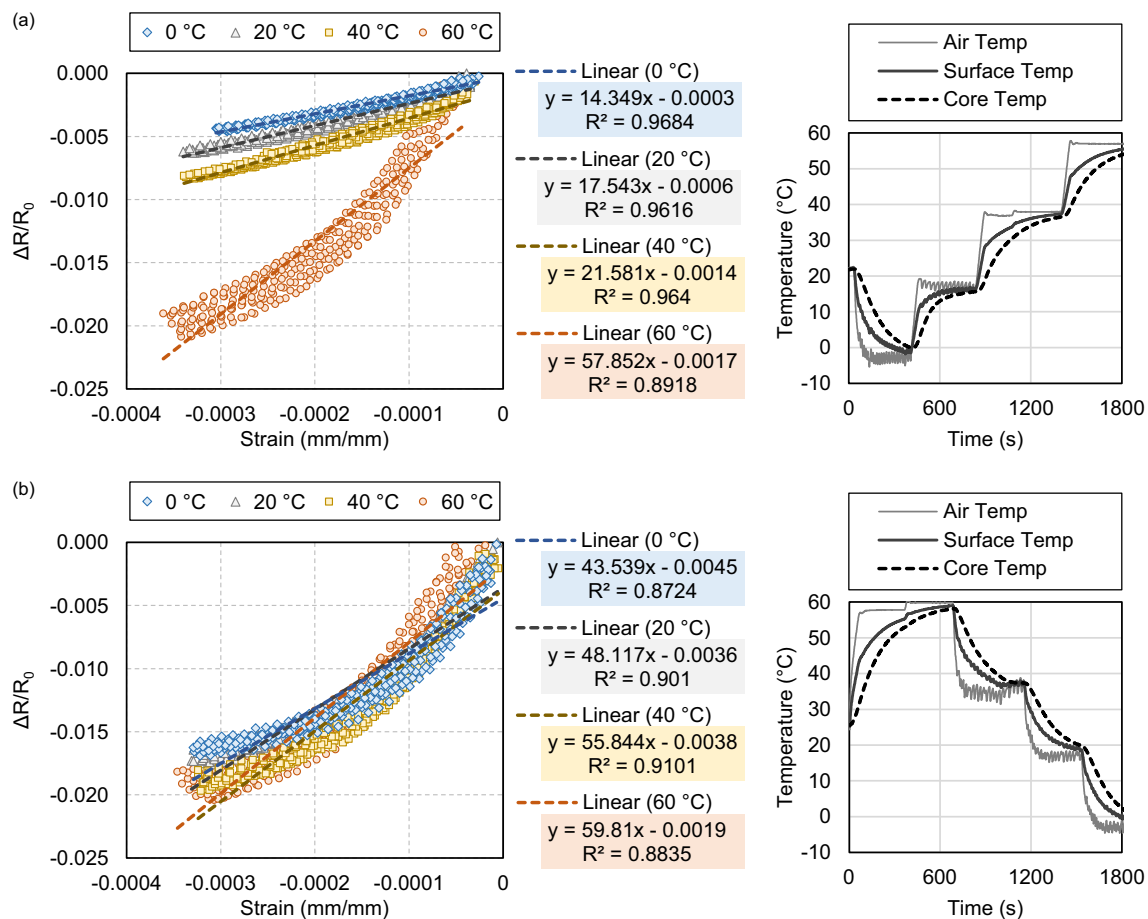 (a)
0 °C 20 °C 40 °C 60 °C
0.000
-0.005
-0.010
-0.015
-0.020
-0.025
ΔR/R₀
-0.0004 -0.0003 -0.0002 -0.0001 0
Strain (mm/mm)
Linear (0 °C)
y = 14.349x - 0.0003
R² = 0.9684
Linear (20 °C)
y = 17.543x - 0.0006
R² = 0.9616
Linear (40 °C)
y = 21.581x - 0.0014
R² = 0.964
Linear (60 °C)
y = 57.852x - 0.0017
R² = 0.8918
Air Temp
Surface Temp
Core Temp
60
50
40
30
20
10
0
-10
Temperature (°C)
0 600 1200 1800
Time (s)
(b)
0 °C 20 °C 40 °C 60 °C
0.000
-0.005
-0.010
-0.015
-0.020
-0.025
ΔR/R₀
-0.0004 -0.0003 -0.0002 -0.0001 0
Strain (mm/mm)
Linear (0 °C)
y = 43.539x - 0.0045
R² = 0.8724
Linear (20 °C)
y = 48.117x - 0.0036
R² = 0.901
Linear (40 °C)
y = 55.844x - 0.0038
R² = 0.9101
Linear (60 °C)
y = 59.81x - 0.0019
R² = 0.8835
Air Temp
Surface Temp
Core Temp
60
50
40
30
20
10
0
-10
Temperature (°C)
0 600 1200 1800
Time (s)